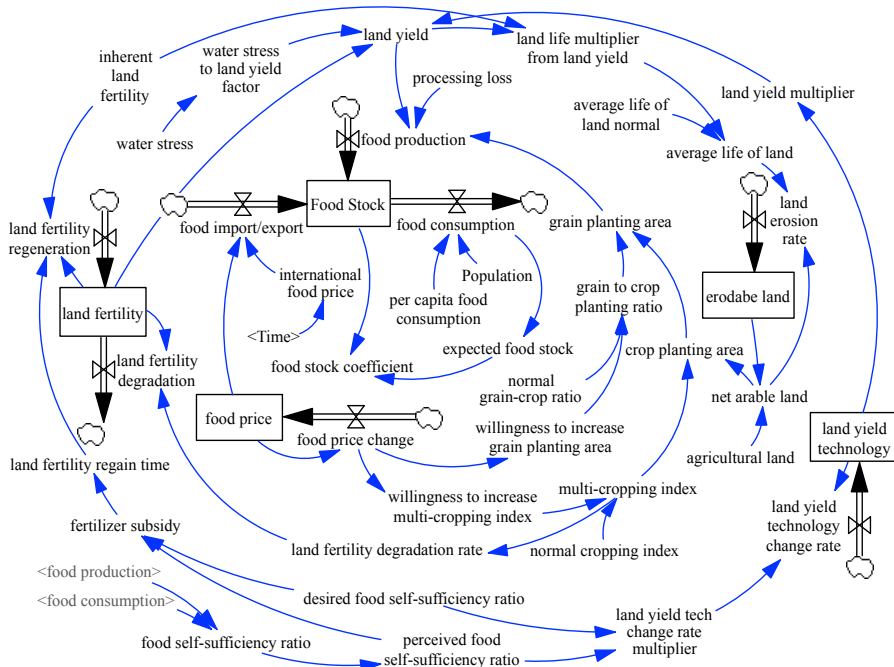 inherent
land
fertility
water stress
to land yield
factor
land yield
land life multiplier
from land yield
processing loss
land yield multiplier
average life of
land normal
water stress
food production
average life of land
land fertility
regeneration
food import/export
Food Stock
food consumption
grain planting area
land
erosion
rate
international
food price
Population
per capita food
consumption
grain to crop
planting ratio
erodabe land
land fertility
<Time>
land fertility
degradation
food stock coefficient
expected food stock
crop planting area
normal
grain-crop ratio
net arable land
food price
food price change
willingness to increase
grain planting area
land yield
technology
agricultural land
land fertility regain time
willingness to increase
multi-cropping index
multi-cropping index
land yield
technology
change rate
fertilizer subsidy
land fertility degradation rate
normal cropping index
<food production>
<food consumption>
desired food self-sufficiency ratio
land yield tech
change rate
multiplier
food self-sufficiency ratio
perceived food
self-sufficiency ratio